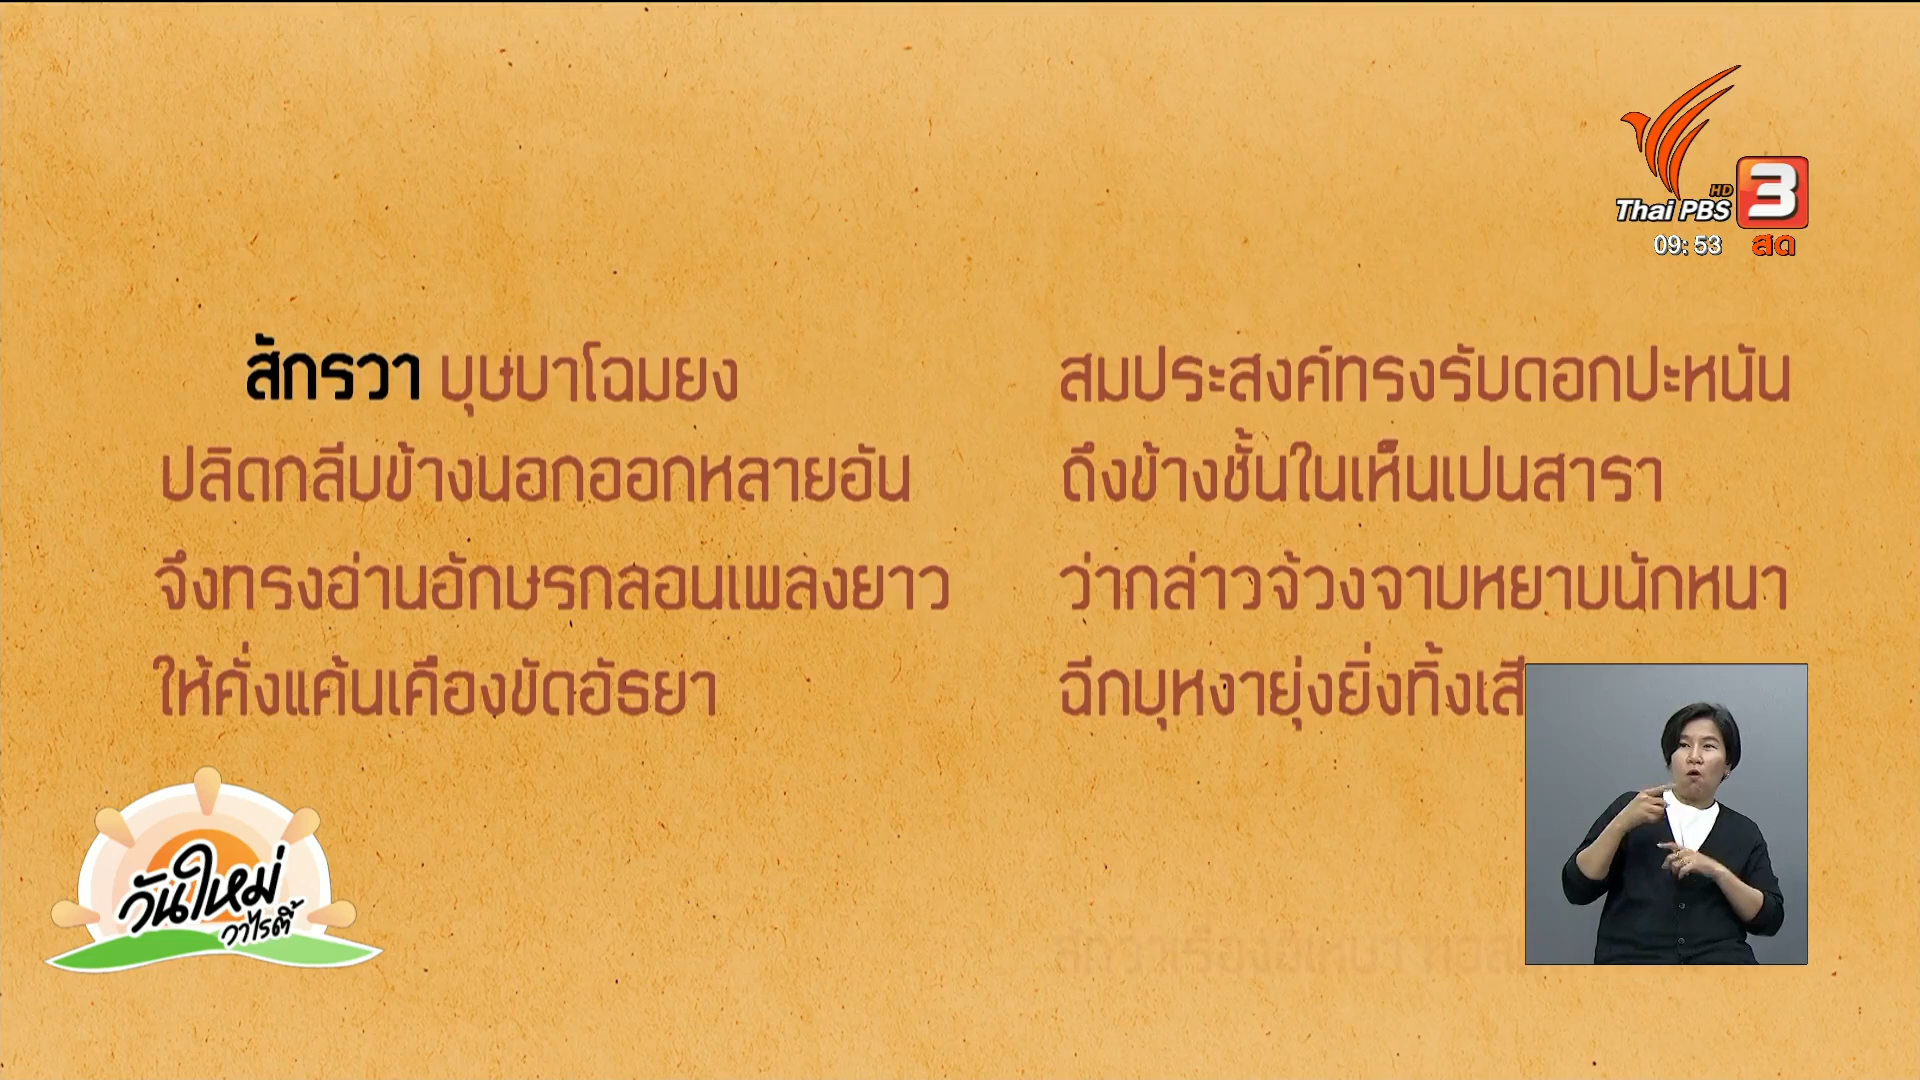 HD
Thai PBS 3
09:53 สด
สักรวา บุษบาโฉมยง สมประสงค์ทรงรับดอกปะหนัน
ปลิดกลีบข้างนอกออกหลายอัน ถึงข้างชั้นในเห็นเปนสารา
จึงทรงอ่านอักษรกลอนเพลงยาว ว่ากล่าวจ้วงจาบหยาบนักหนา
ให้คั่งแค้นเคืองขัดอัธยา ฉีกบุหงายุ่งยิ่งทิ้งเสี
วันใหม่
วาไรตี้